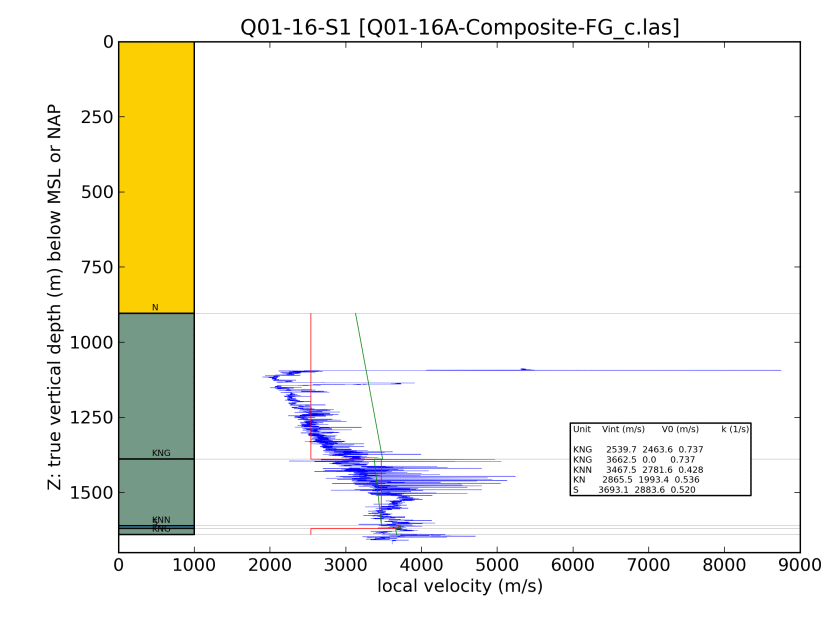 Q01-16-S1 [Q01-16A-Composite-FG_c.las]
Z: true vertical depth (m) below MSL or NAP
0
250
500
750
1000
1250
1500
N
KNG
KNN
KNG
Unit Vint (m/s) V0 (m/s) k (1/s)
KNG 2539.7 2463.6 0.737
KNG 3662.5 0.0 0.737
KNN 3467.5 2781.6 0.428
KN 2865.5 1993.4 0.536
S 3693.1 2883.6 0.520
0 1000 2000 3000 4000 5000 6000 7000 8000 9000
local velocity (m/s)